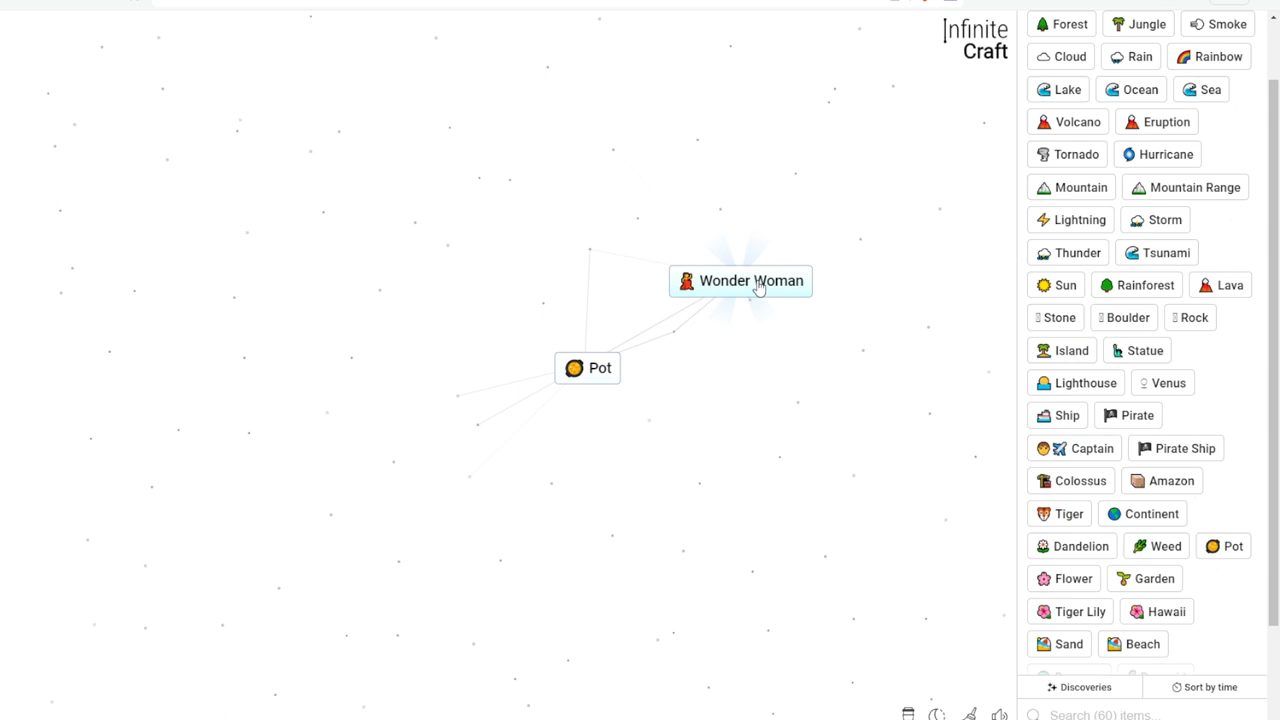 Infinite
Craft
Wonder Woman
Pot
Forest
Jungle
Smoke
Cloud
Rain
Rainbow
Lake
Ocean
Sea
Volcano
Eruption
Tornado
Hurricane
Mountain
Mountain Range
Lightning
Storm
Thunder
Tsunami
Sun
Rainforest
Lava
Stone
Boulder
Rock
Island
Statue
Lighthouse
Venus
Ship
Pirate
Captain
Pirate Ship
Colossus
Amazon
Tiger
Continent
Dandelion
Weed
Pot
Flower
Garden
Tiger Lily
Hawaii
Sand
Beach
Discoveries
Sort by time
Search (60) items...